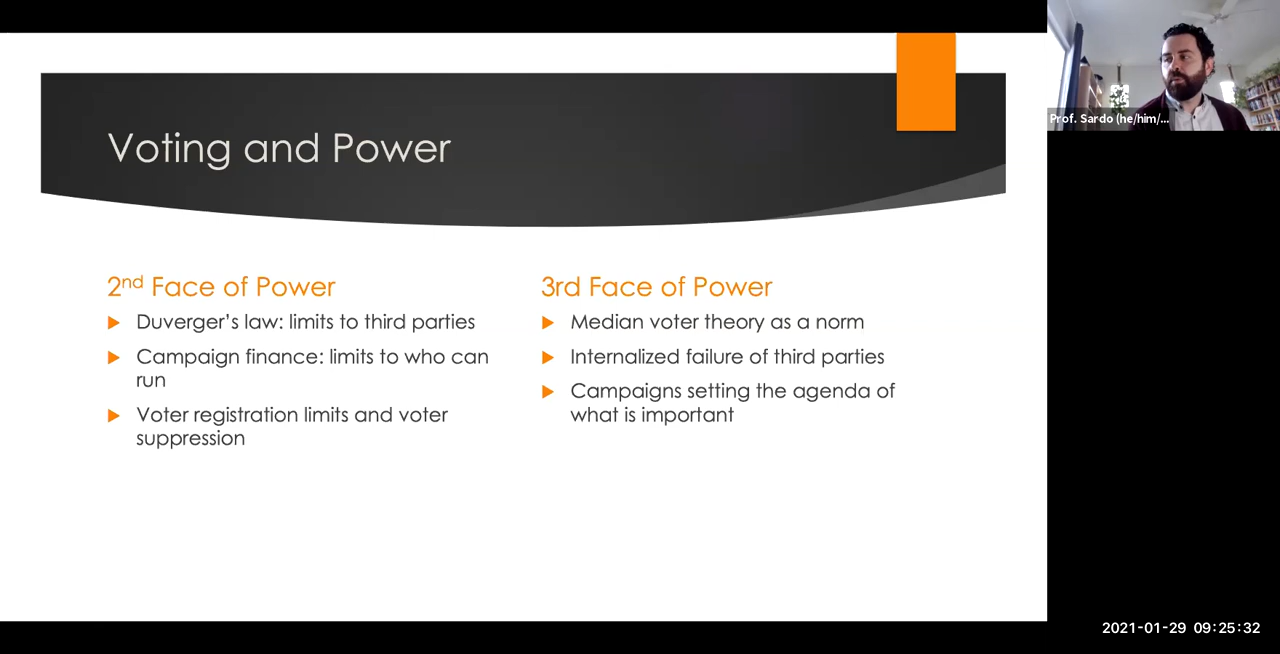 Voting and Power
2nd Face of Power
Duverger's law: limits to third parties
Campaign finance: limits to who can
run
Voter registration limits and voter
suppression
3rd Face of Power
Median voter theory as a norm
Internalized failure of third parties
Campaigns setting the agenda of
what is important
Prof. Sardo (he/him/...
2021-01-29 09:25:32